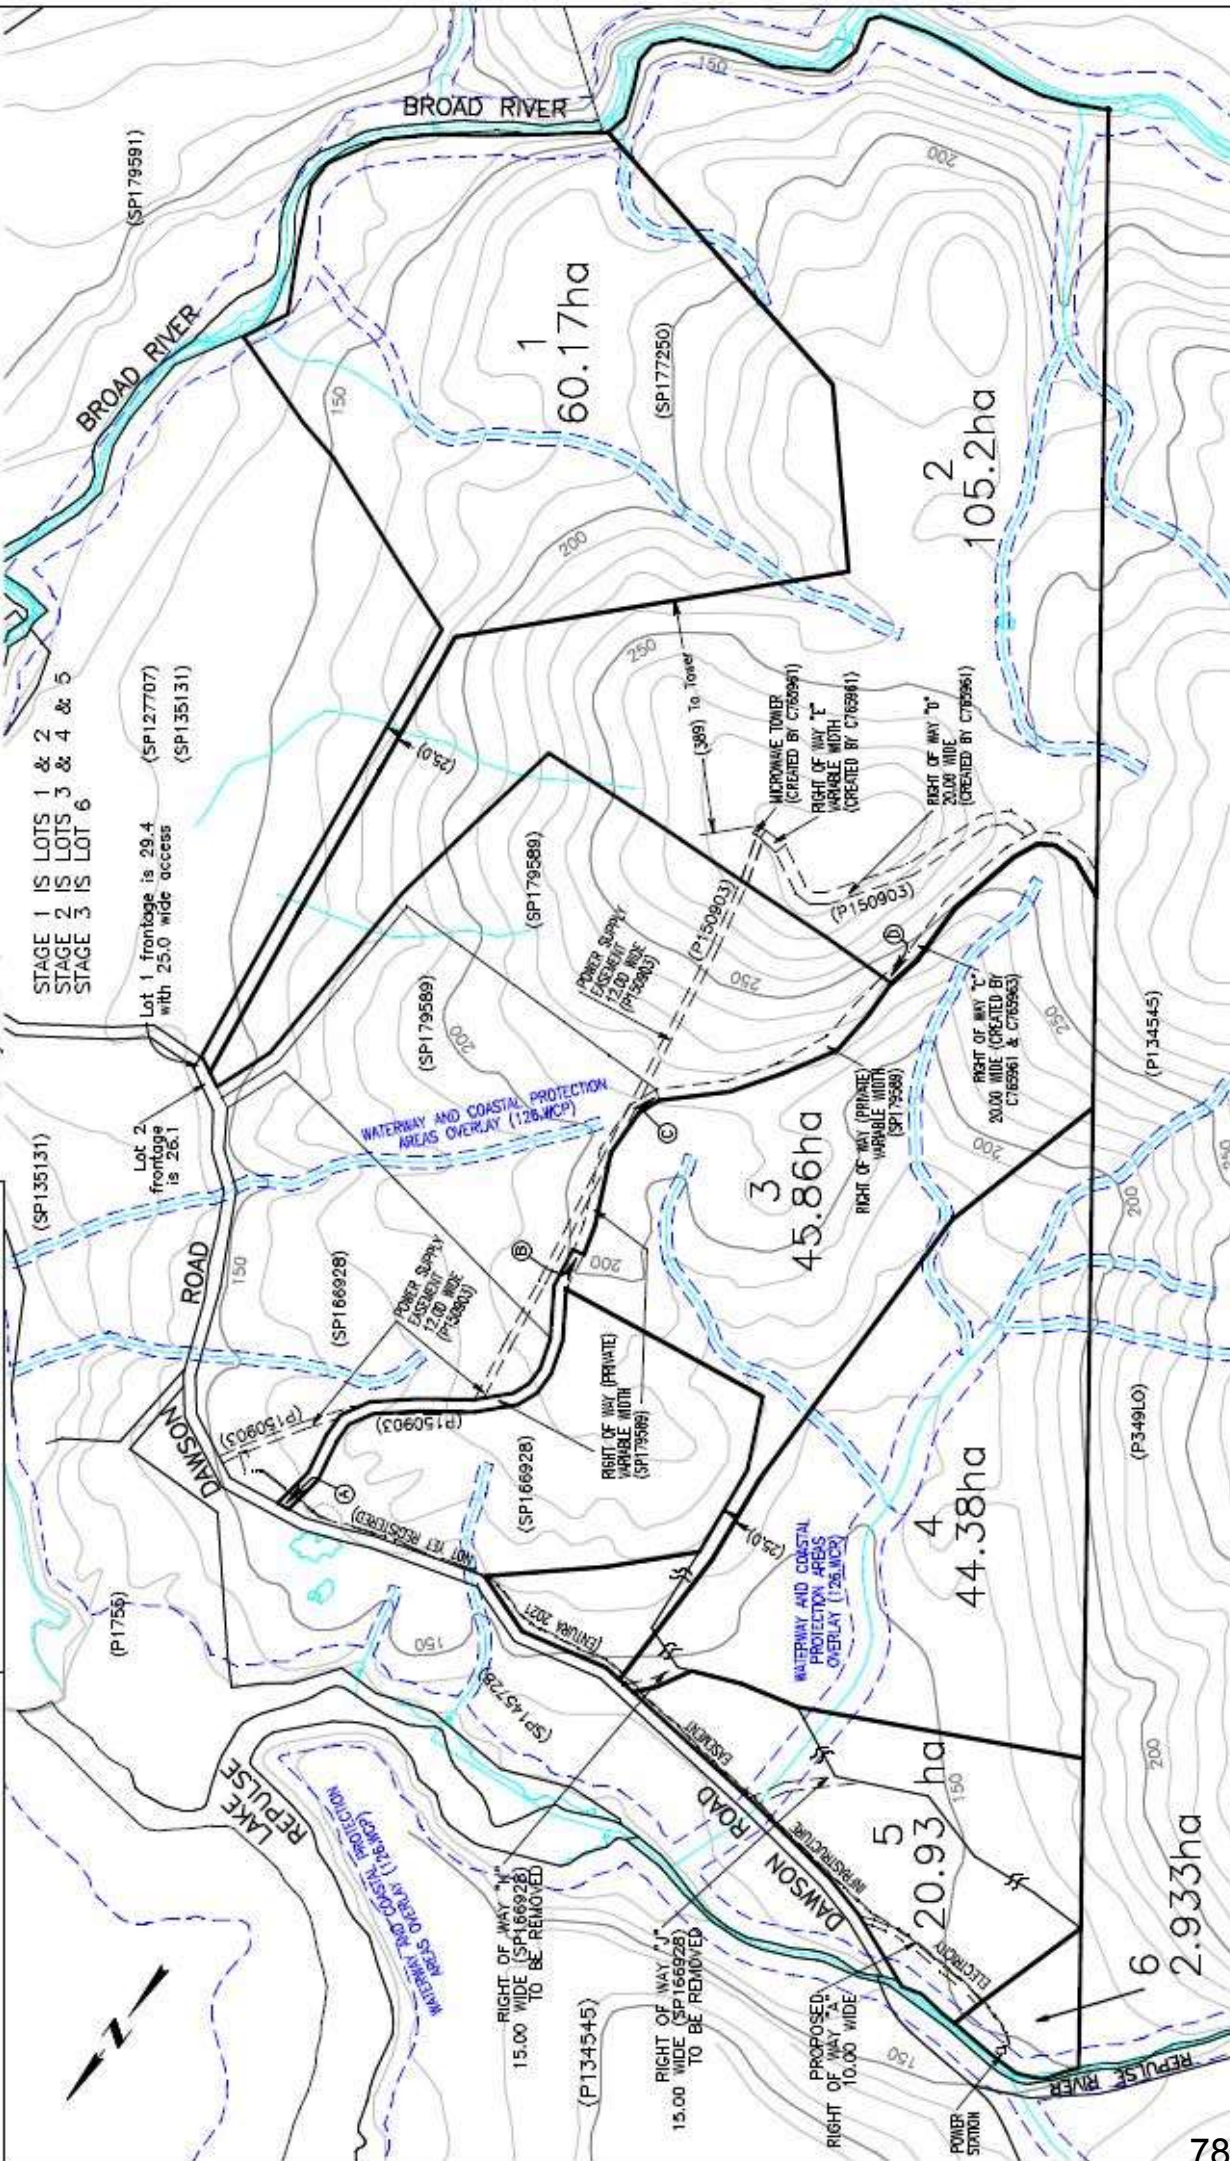 STAGE 1 IS LOTS 1 & 2
STAGE 2 IS LOTS 3 & 4 & 5
STAGE 3 IS LOT 6
Lot 1 frontage is 29.4
with 25.0 wide access
(SP127707)
(SP135131)
(SP179591)
BROAD RIVER
BROAD RIVER
150
150
200
1
60.17ha
(SP177250)
2
105.2ha
200
250
(25.0)
(389) To Tower
MICROWAVE TOWER
(CREATED BY C765961)
RIGHT OF WAY "E"
VARIABLE WIDTH
(CREATED BY C765961)
RIGHT OF WAY "D"
20.00 WIDE
(CREATED BY C765961)
(P150903)
(P150903)
(SP179589)
(SP179589)
POWER SUPPLY
EASEMENT
12.00 WIDE
(P150903)
250
200
D
RIGHT OF WAY "C"
20.00 WIDE (CREATED BY
C765961 & C765963)
250
(P134545)
(SP135131)
Lot 2
frontage
is 26.1
WATERWAY AND COASTAL PROTECTION
AREAS OVERLAY (126.WCP)
C
RIGHT OF WAY (PRIVATE)
VARIABLE WIDTH
(SP179589)
3
45.86ha
200
200
ROAD
150
(SP166928)
POWER SUPPLY
EASEMENT
12.00 WIDE
(P150903)
B
200
DAWSON
(P150903)
(P150903)
RIGHT OF WAY (PRIVATE)
VARIABLE WIDTH
(SP179589)
A
(SP166928)
(NOT YET REGISTERED)
(25.0)
4
44.38ha
(P349LO)
WATERWAY AND COASTAL
PROTECTION AREAS
OVERLAY (126.WCP)
(P1755)
150
(ENTURA 2021
(SP145728)
EASEMENT
LAKE
REPULSE
WATERWAY AND COASTAL PROTECTION
AREAS OVERLAY (126.WCP)
ROAD
DAWSON
INFRASTRUCTURE
ELECTRICITY
5
20.93 ha
150
200
RIGHT OF WAY "H"
15.00 WIDE (SP166928)
TO BE REMOVED
RIGHT OF WAY "J"
15.00 WIDE (SP166928)
TO BE REMOVED
(P134545)
PROPOSED
RIGHT OF WAY "A"
10.00 WIDE
150
POWER
STATION
6
2.933ha
REPULSE
RIVER
N
78